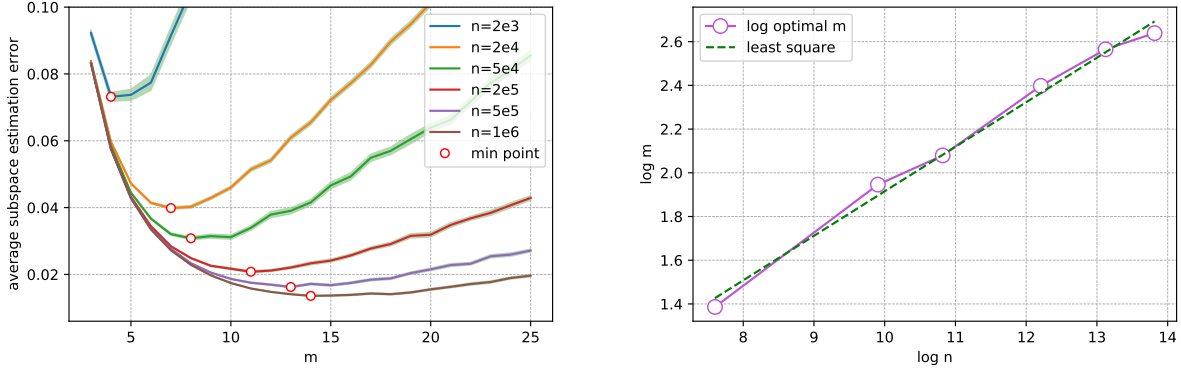 average subspace estimation error
0.10
0.08
0.06
0.04
0.02
5
10
15
20
25
m
n=2e3
n=2e4
n=5e4
n=2e5
n=5e5
n=1e6
min point
log m
2.6
2.4
2.2
2.0
1.8
1.6
1.4
8
9
10
11
12
13
14
log n
log optimal m
least square